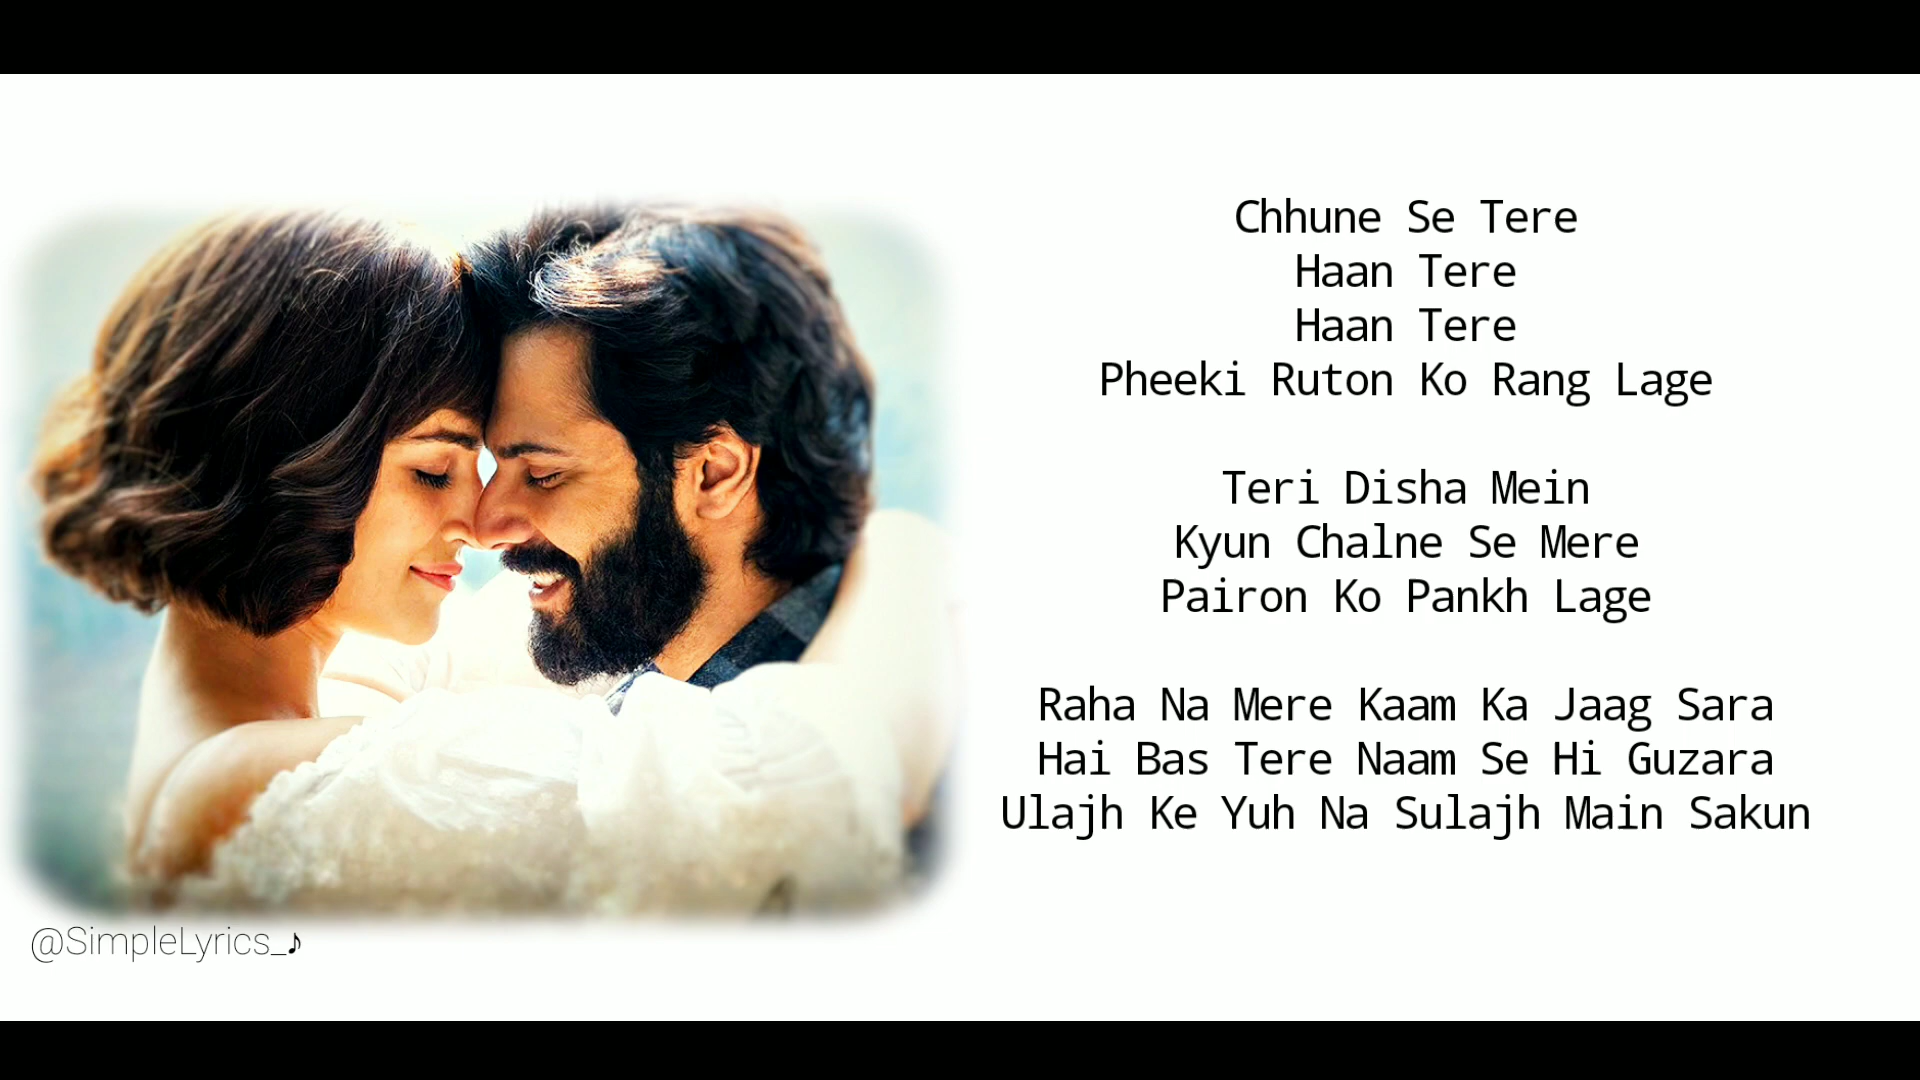 Chhune Se Tere
Haan Tere
Haan Tere
Pheeki Ruton Ko Rang Lage
Teri Disha Mein
Kyun Chalne Se Mere
Pairon Ko Pankh Lage
Raha Na Mere Kaam Ka Jaag Sara
Hai Bas Tere Naam Se Hi Guzara
Ulajh Ke Yuh Na Sulajh Main Sakun
@SimpleLyrics_♪